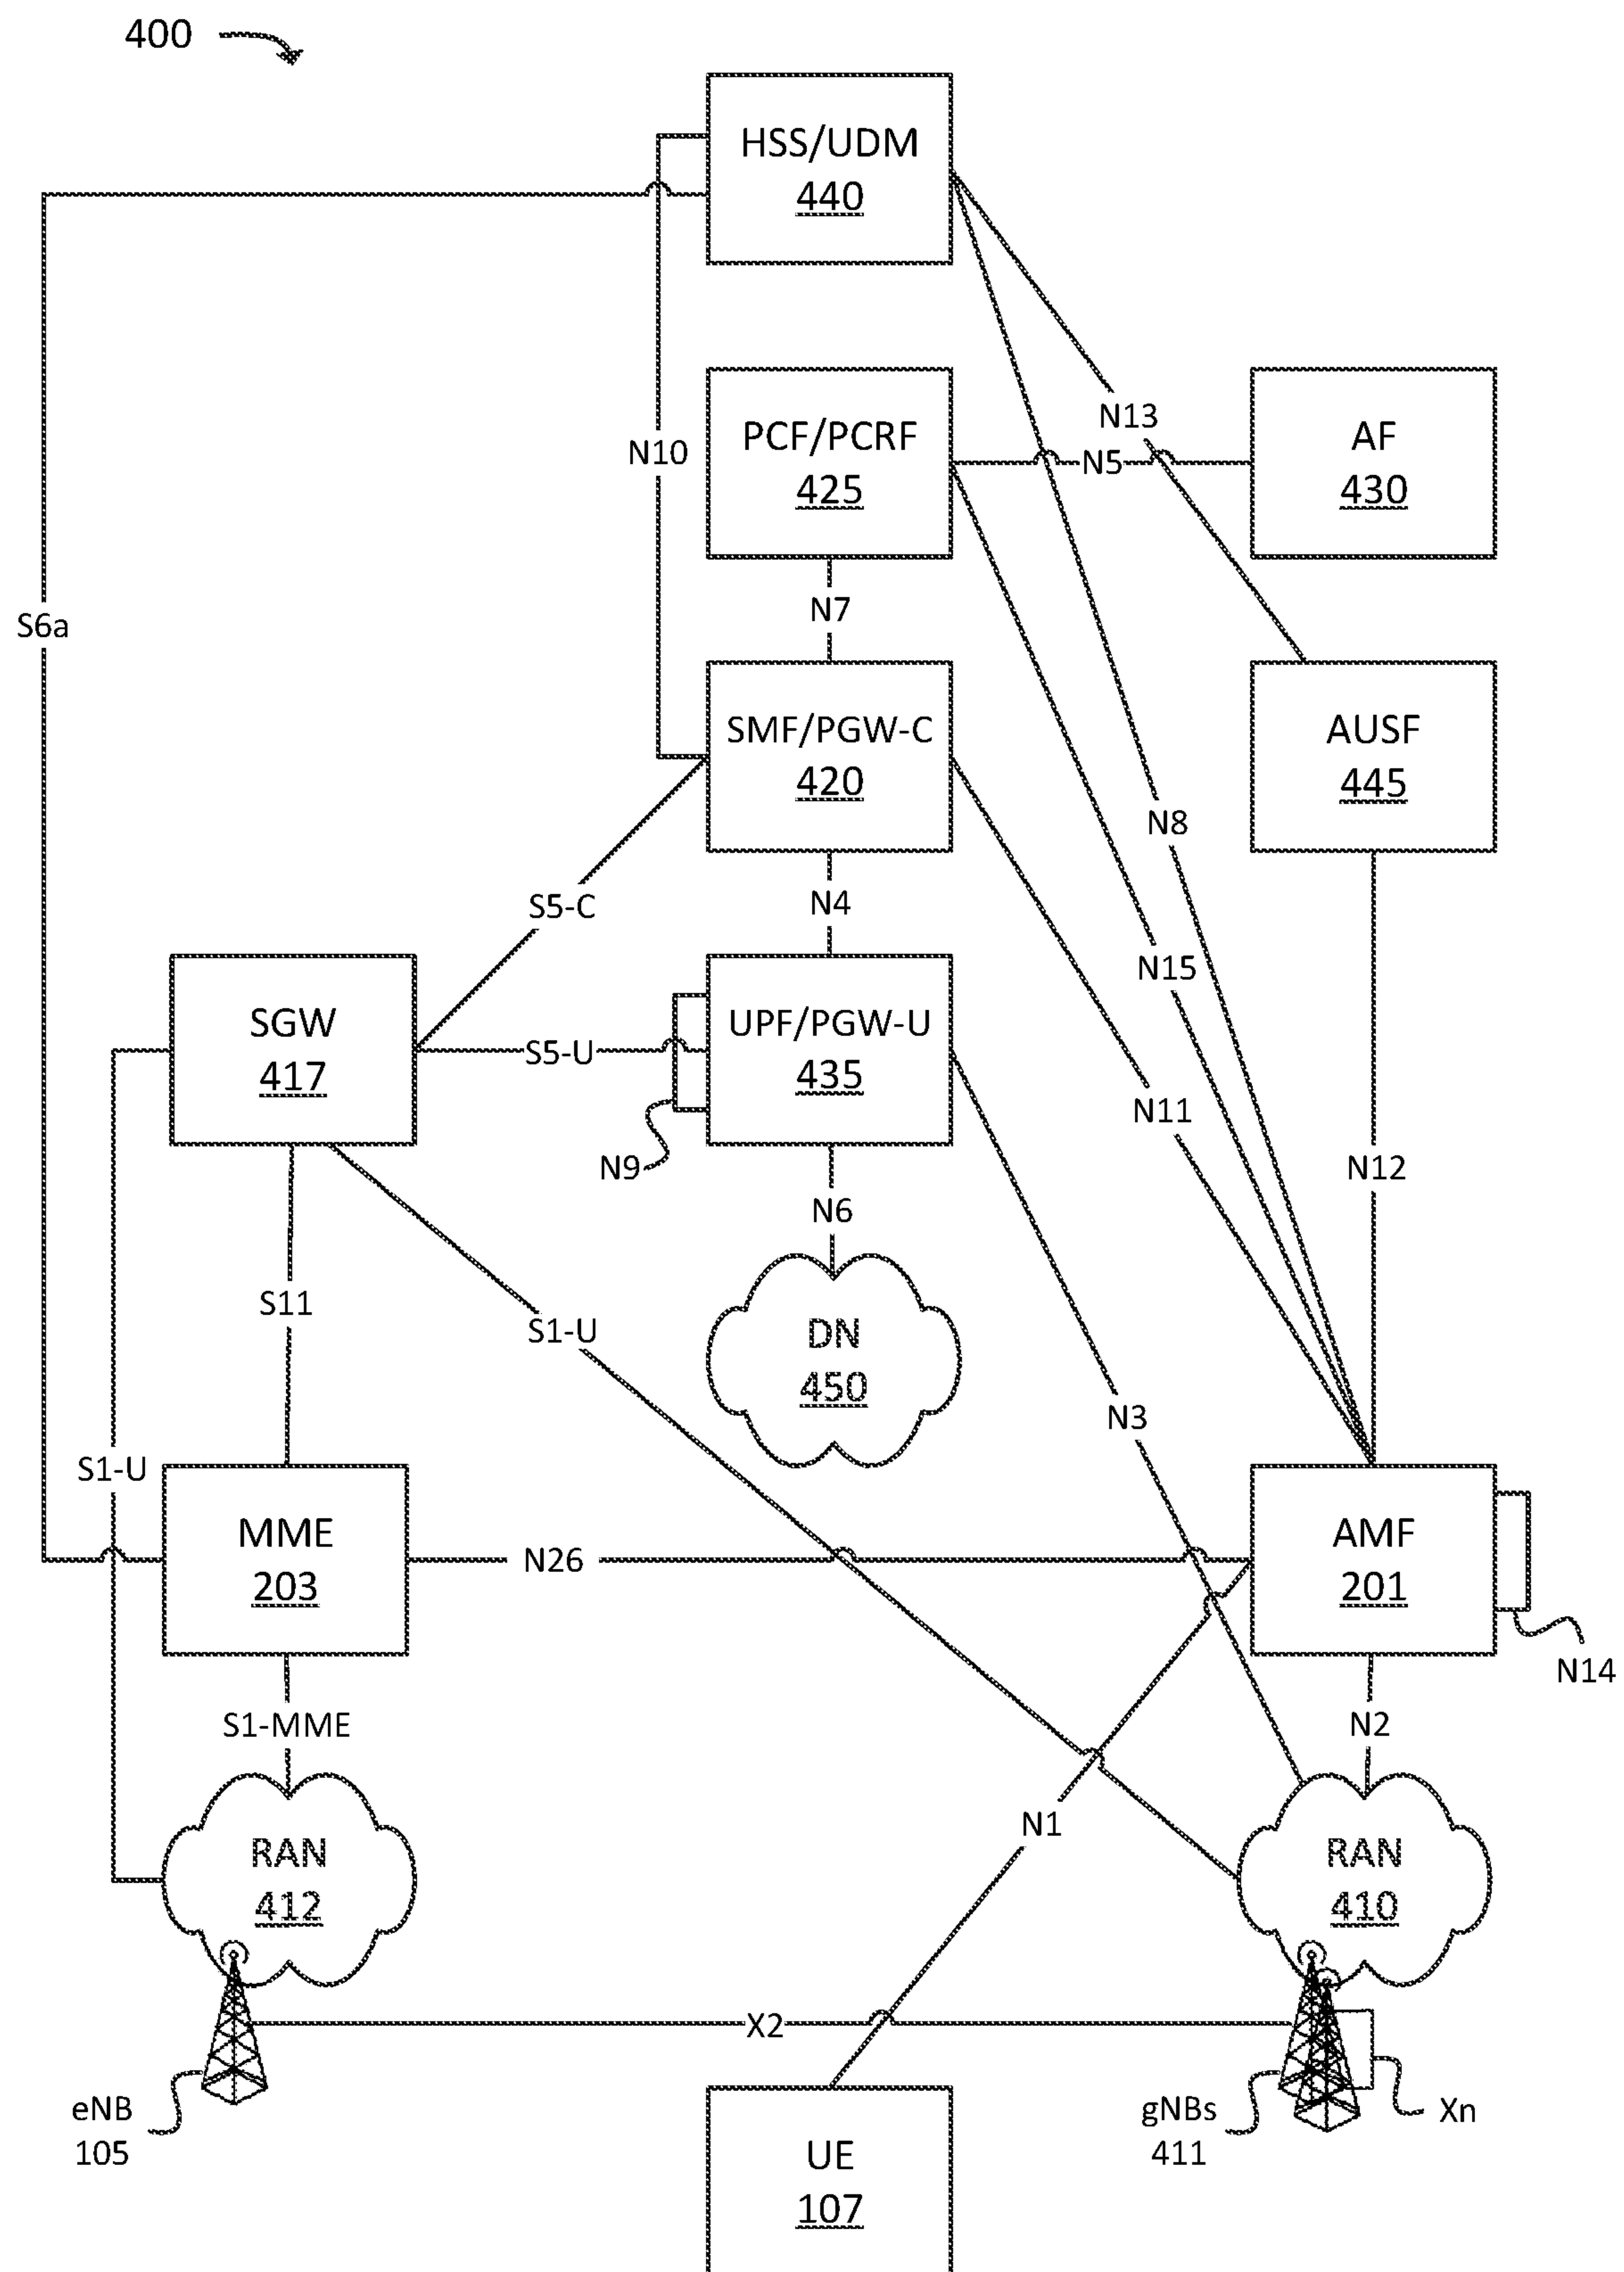 400
HSS/UDM
440
PCF/PCRF
425
N13
N5
AF
430
N10
N7
S6a
SMF/PGW-C
420
AUSF
445
N8
S5-C
N4
N15
SGW
417
S5-U
UPF/PGW-U
435
N11
N9
N6
N12
S11
S1-U
DN
450
N3
S1-U
MME
203
N26
AMF
201
N14
S1-MME
N2
N1
RAN
412
RAN
410
X2
eNB
105
gNBs
411
Xn
UE
107